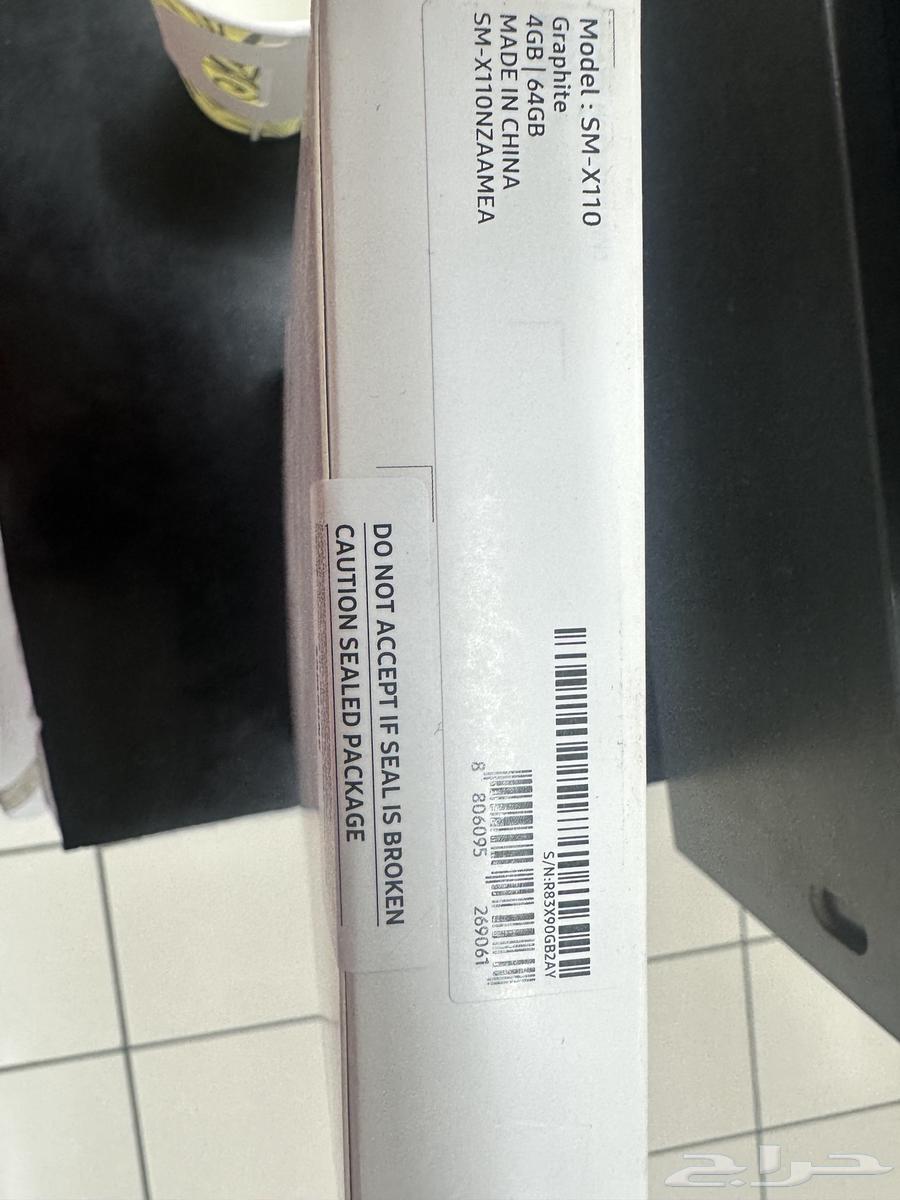 Model : SM-X110
Graphite
4GB | 64GB
MADE IN CHINA
SM-X110NZAAMEA
S/N:R83X90GB2AY
8 806095 269061
DO NOT ACCEPT IF SEAL IS BROKEN
CAUTION SEALED PACKAGE
حراج